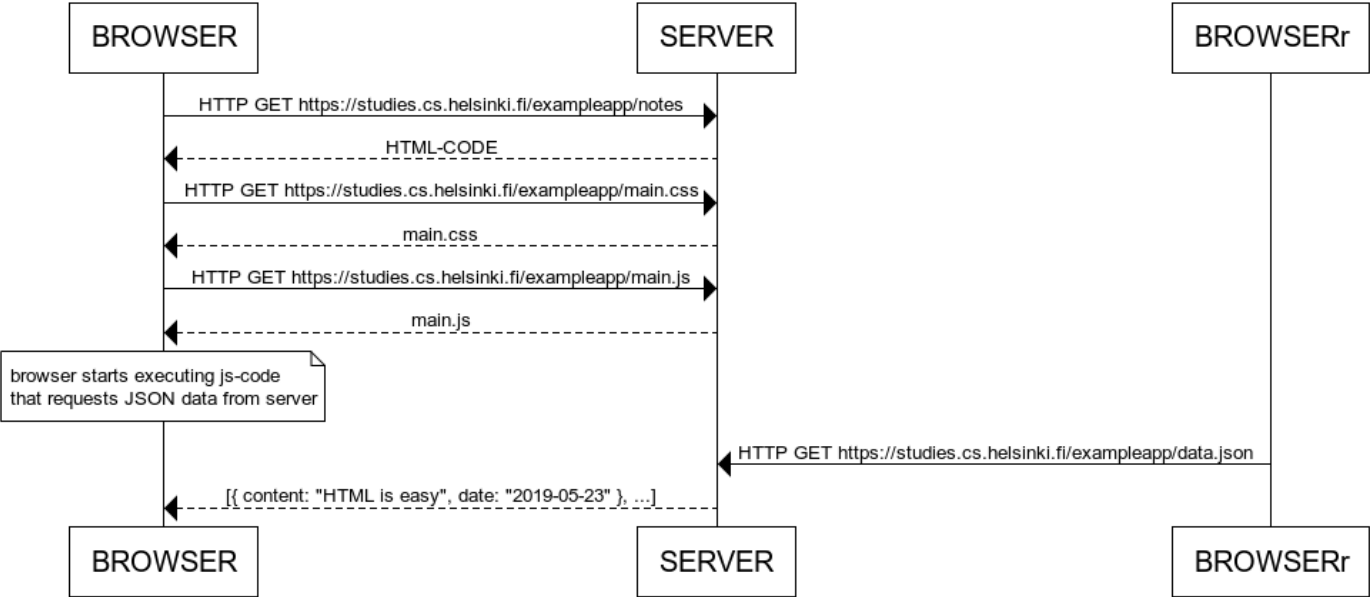 BROWSER
SERVER
BROWSERr
HTTP GET https://studies.cs.helsinki.fi/exampleapp/notes
HTML-CODE
HTTP GET https://studies.cs.helsinki.fi/exampleapp/main.css
main.css
HTTP GET https://studies.cs.helsinki.fi/exampleapp/main.js
main.js
browser starts executing js-code
that requests JSON data from server
HTTP GET https://studies.cs.helsinki.fi/exampleapp/data.json
[{ content: "HTML is easy", date: "2019-05-23" }, ...]
BROWSER
SERVER
BROWSERr